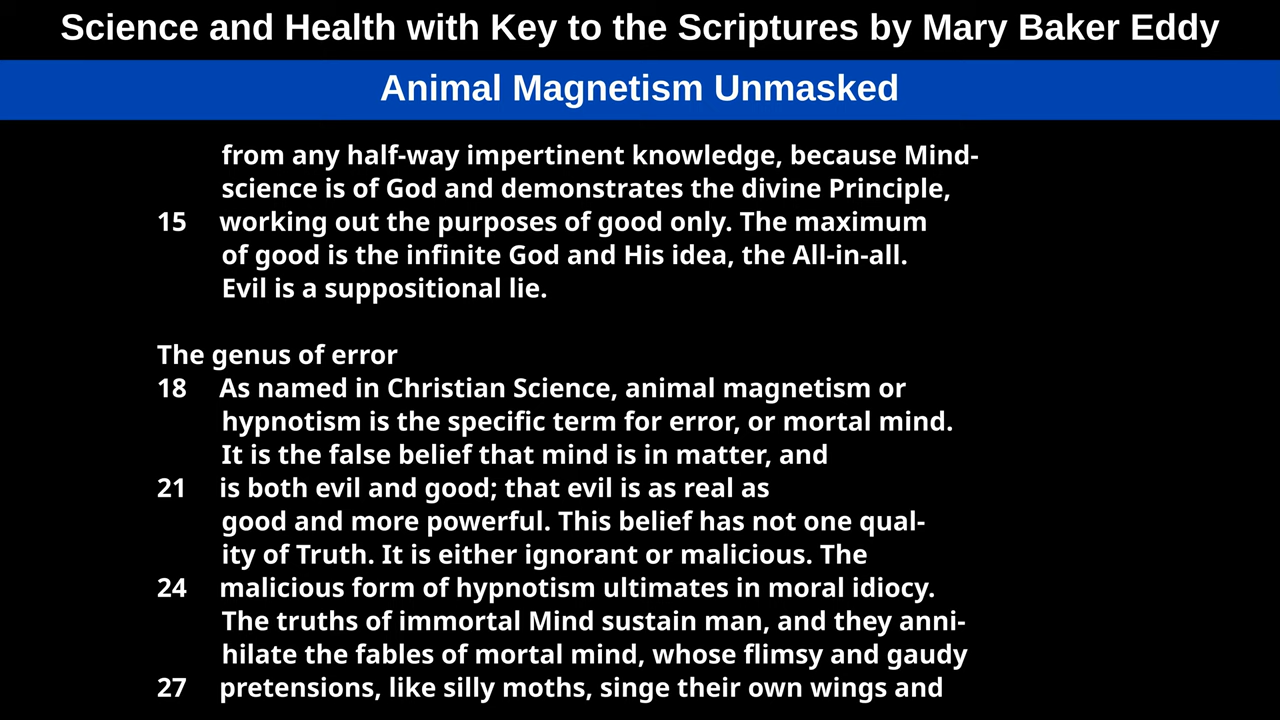 Science and Health with Key to the Scriptures by Mary Baker Eddy
Animal Magnetism Unmasked
from any half-way impertinent knowledge, because Mind-
science is of God and demonstrates the divine Principle,
15 working out the purposes of good only. The maximum
of good is the infinite God and His idea, the All-in-all.
Evil is a suppositional lie.
The genus of error
18 As named in Christian Science, animal magnetism or
hypnotism is the specific term for error, or mortal mind.
It is the false belief that mind is in matter, and
21 is both evil and good; that evil is as real as
good and more powerful. This belief has not one qual-
ity of Truth. It is either ignorant or malicious. The
24 malicious form of hypnotism ultimates in moral idiocy.
The truths of immortal Mind sustain man, and they anni-
hilate the fables of mortal mind, whose flimsy and gaudy
27 pretensions, like silly moths, singe their own wings and